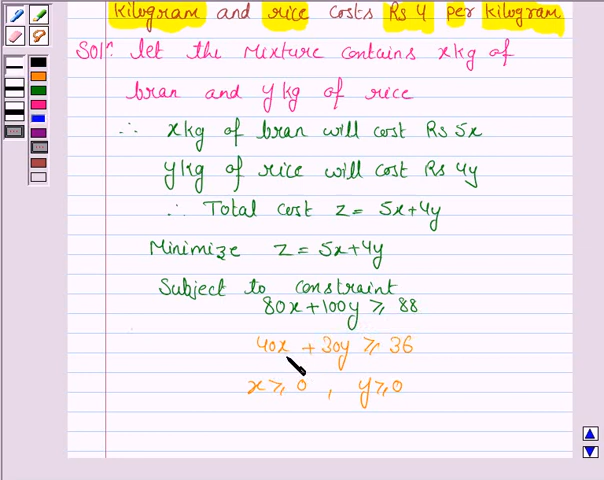 kilogram and rice costs Rs 4 per kilogram.
Solⁿ. let the mixture contains x kg of
bran and y kg of rice
∴ x kg of bran will cost Rs 5x
y kg of rice will cost Rs 4y
∴ Total cost z = 5x+4y
Minimize z = 5x+4y
Subject to constraint
80x+100y ≥ 88
40x + 30y ≥ 36
x ≥ 0 , y ≥ 0